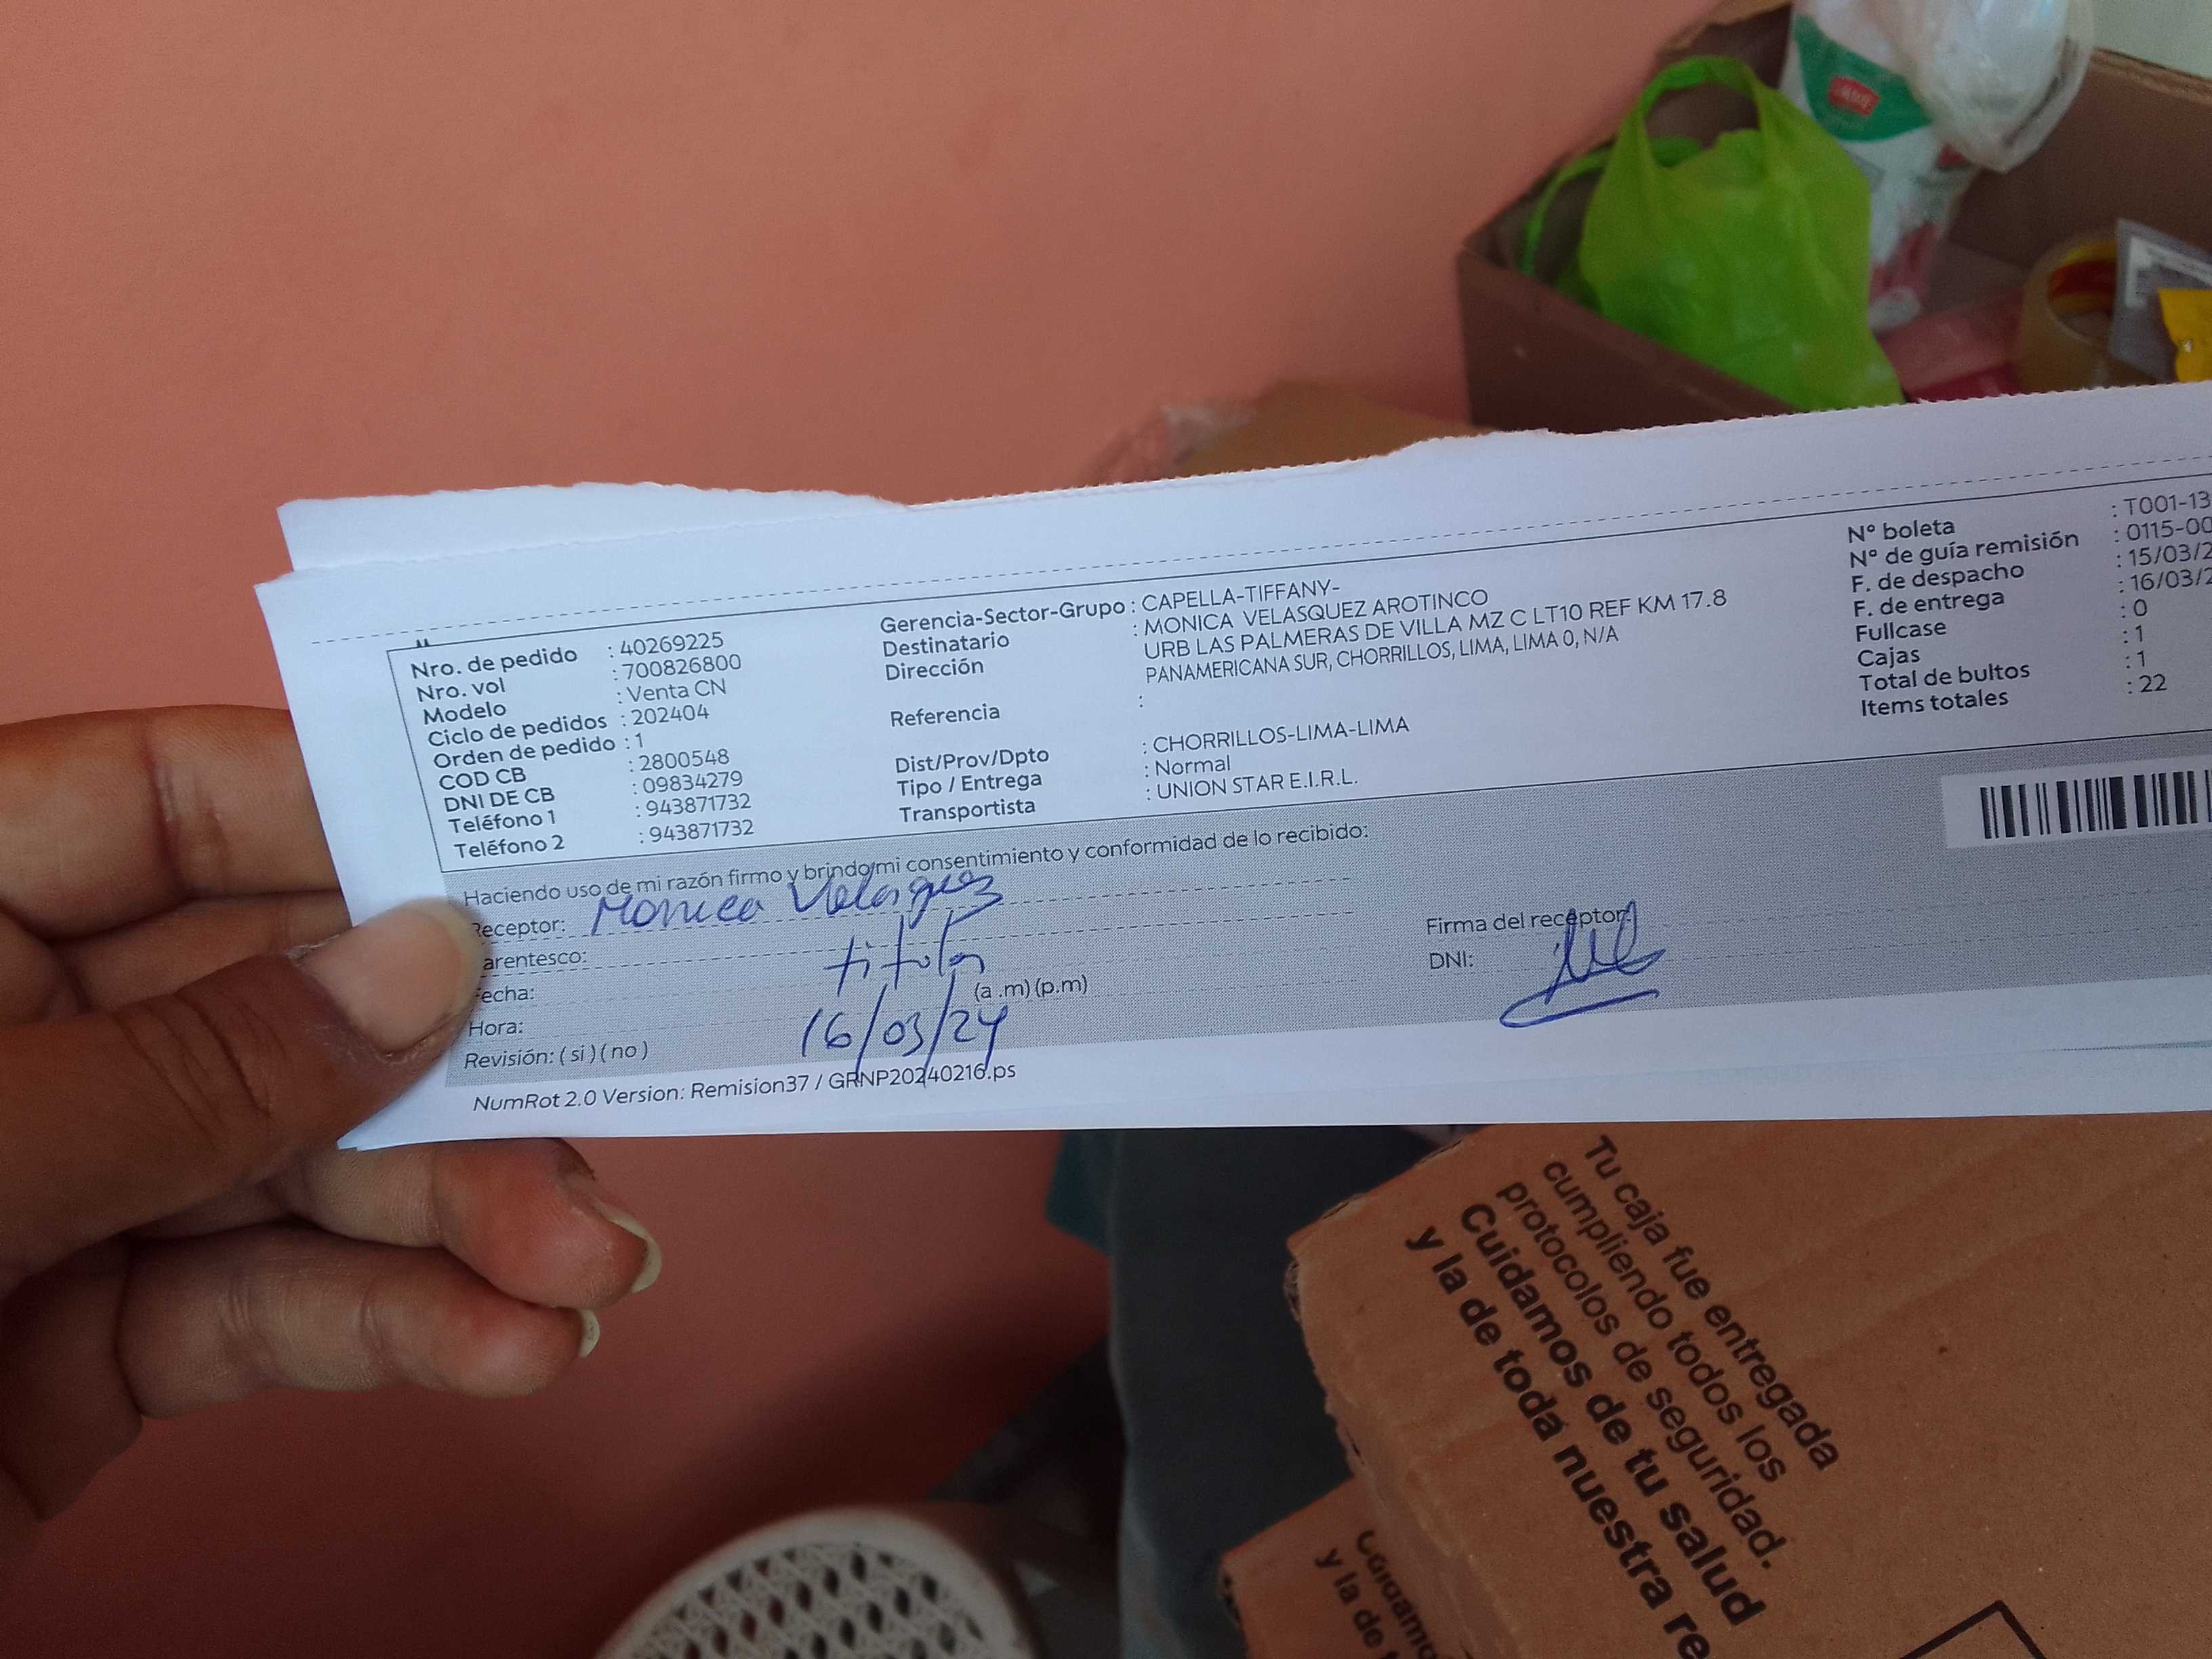 Nro. de pedido : 40269225
Nro. vol : 700826800
Modelo : Venta CN
Ciclo de pedidos : 202404
Orden de pedido : 1
COD CB : 2800548
DNI DE CB : 09834279
Teléfono 1 : 943871732
Teléfono 2 : 943871732
Gerencia-Sector-Grupo : CAPELLA-TIFFANY-
Destinatario : MONICA VELASQUEZ AROTINCO
Dirección URB LAS PALMERAS DE VILLA MZ C LT10 REF KM 17.8
PANAMERICANA SUR, CHORRILLOS, LIMA, LIMA 0, N/A
Referencia :
Dist/Prov/Dpto : CHORRILLOS-LIMA-LIMA
Tipo / Entrega : Normal
Transportista : UNION STAR E.I.R.L.
Nº boleta : T001-13
Nº de guía remisión : 0115-00
F. de despacho : 15/03/2
F. de entrega : 16/03/2
Fullcase : 0
Cajas : 1
Total de bultos : 1
Items totales : 22
Haciendo uso de mi razón firmo y brindo mi consentimiento y conformidad de lo recibido:
Receptor: Monica Velasquez
arentesco: titular
echa: 16/03/24
Hora: (a .m) (p.m)
Revisión: ( si ) ( no )
Firma del receptor:
DNI:
NumRot 2.0 Version: Remision37 / GRNP20240216.ps
Tu caja fue entregada
cumpliendo todos los
protocolos de seguridad.
Cuidamos de tu salud
y la de toda nuestra re
Cuidamo
y la de